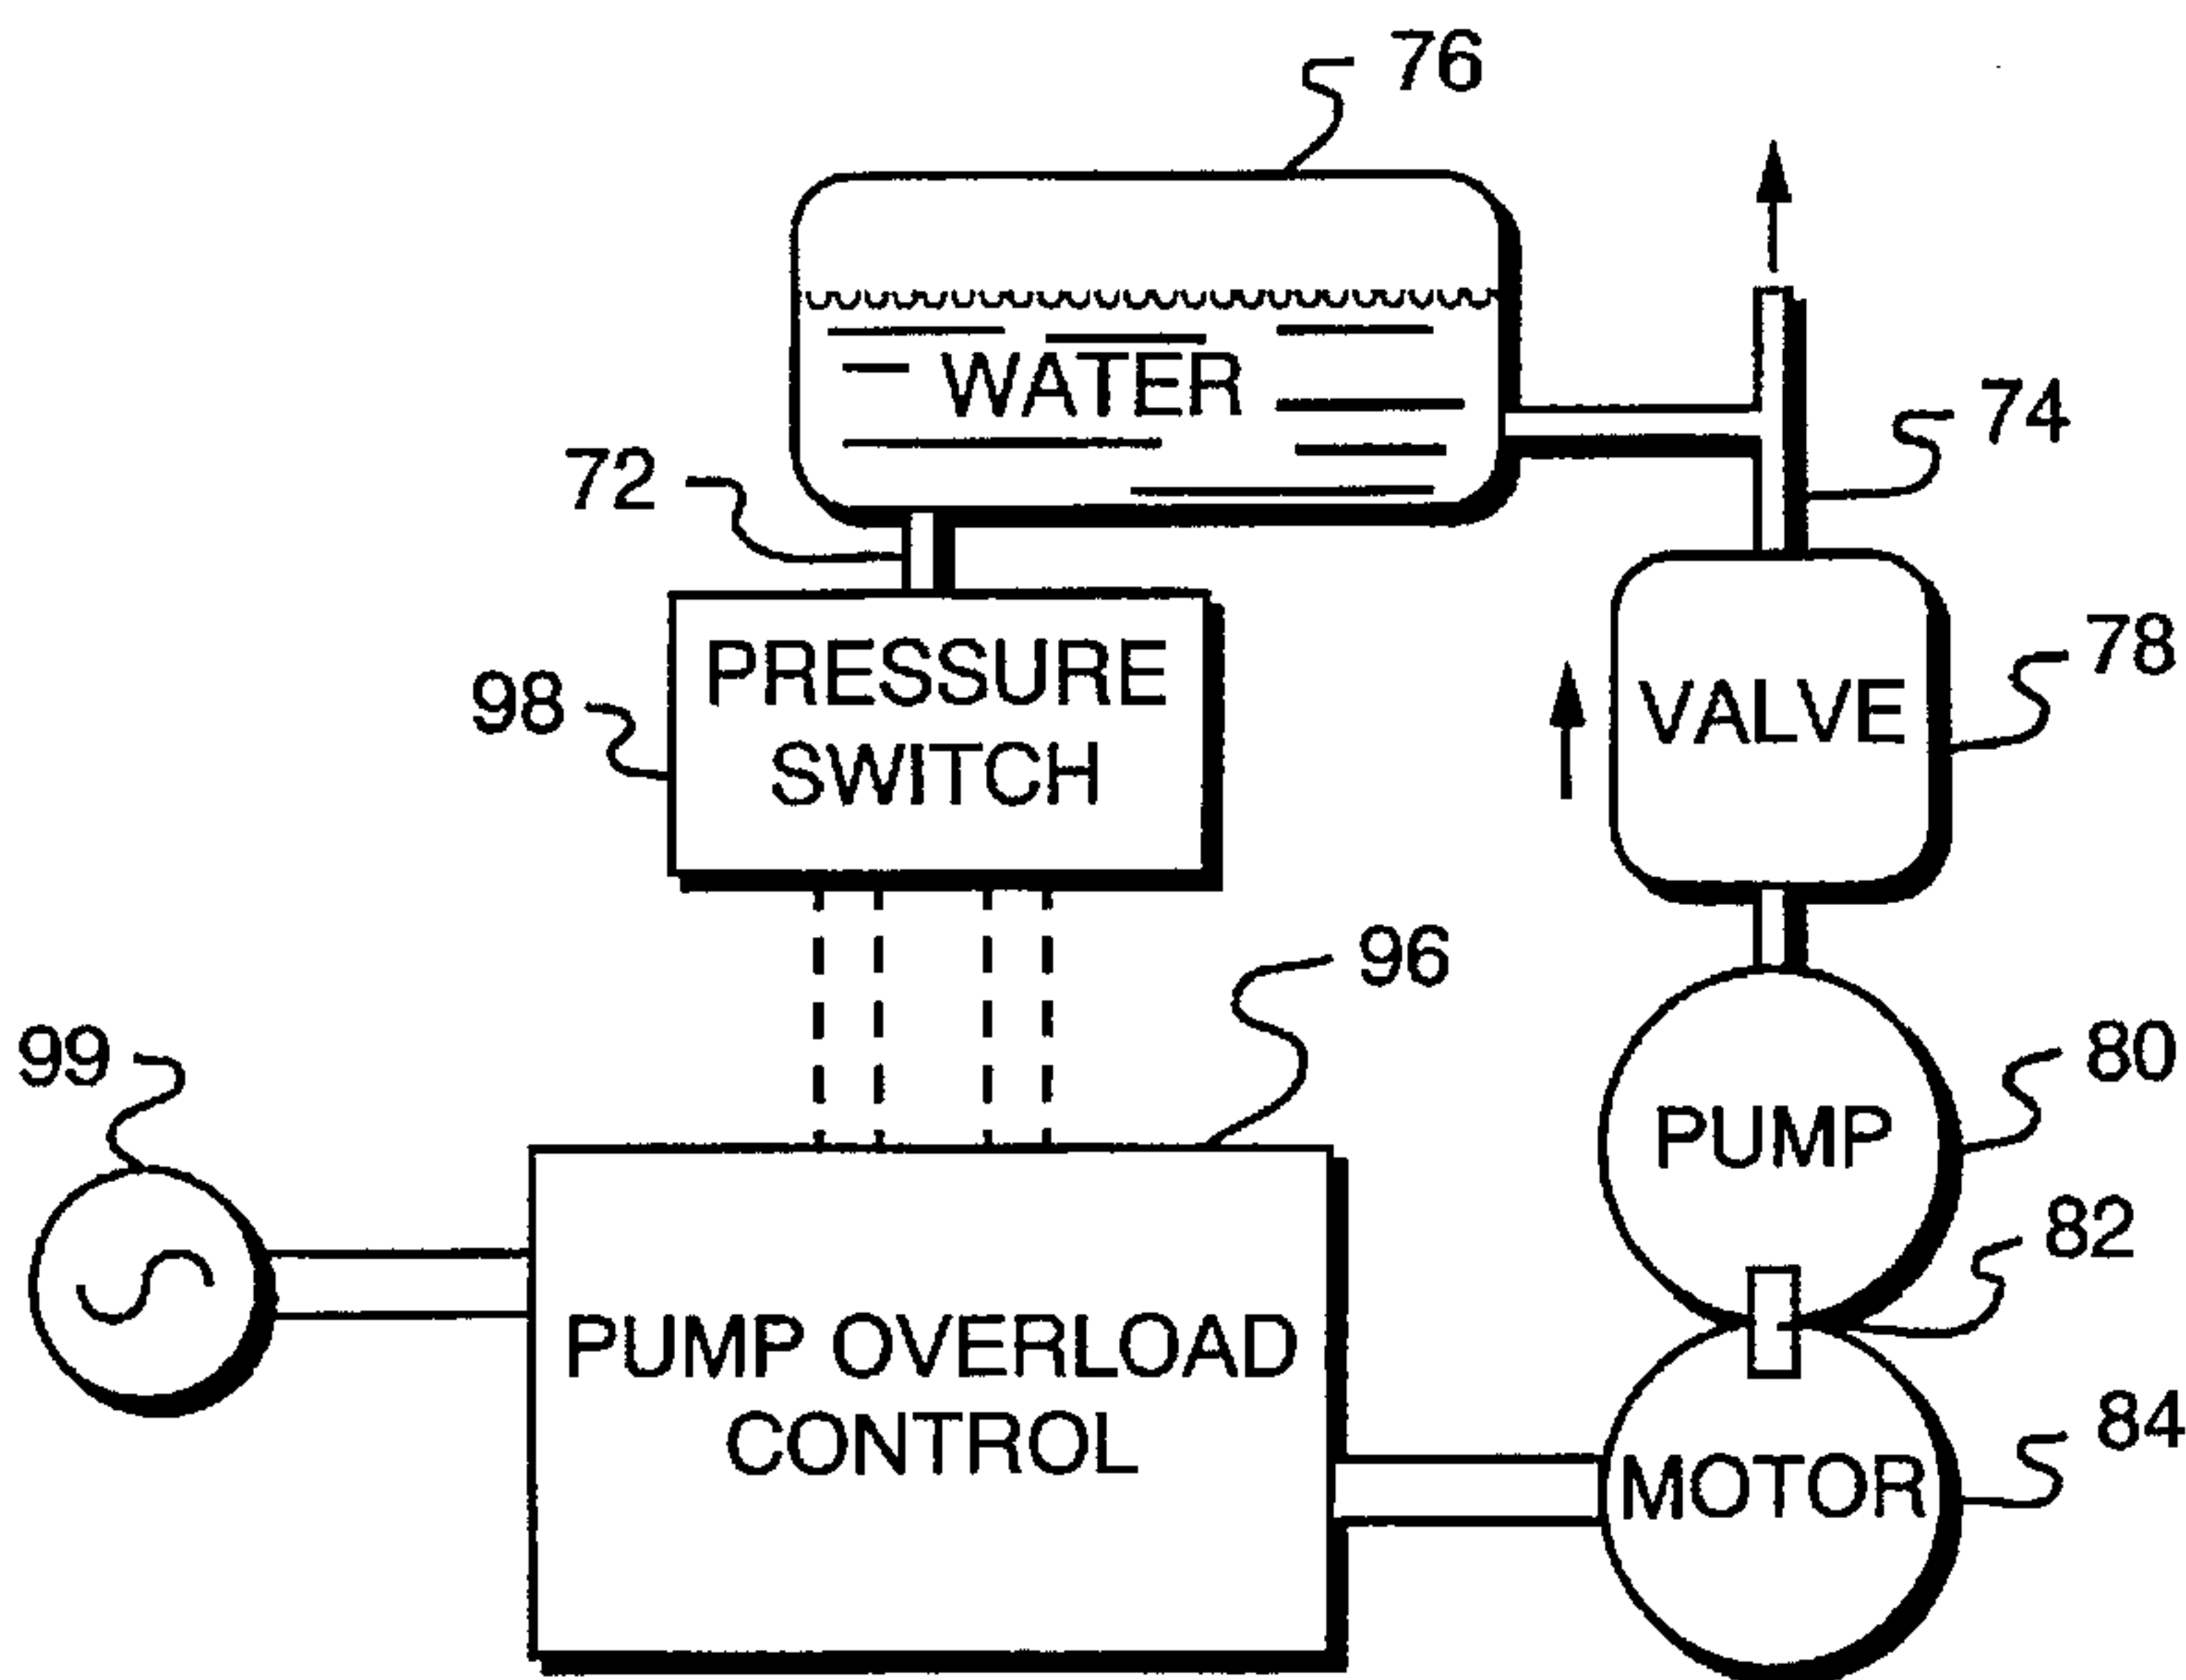 76
WATER
74
72
PRESSURE
SWITCH
98
VALVE
78
96
99
PUMP
80
82
PUMP OVERLOAD
CONTROL
MOTOR
84